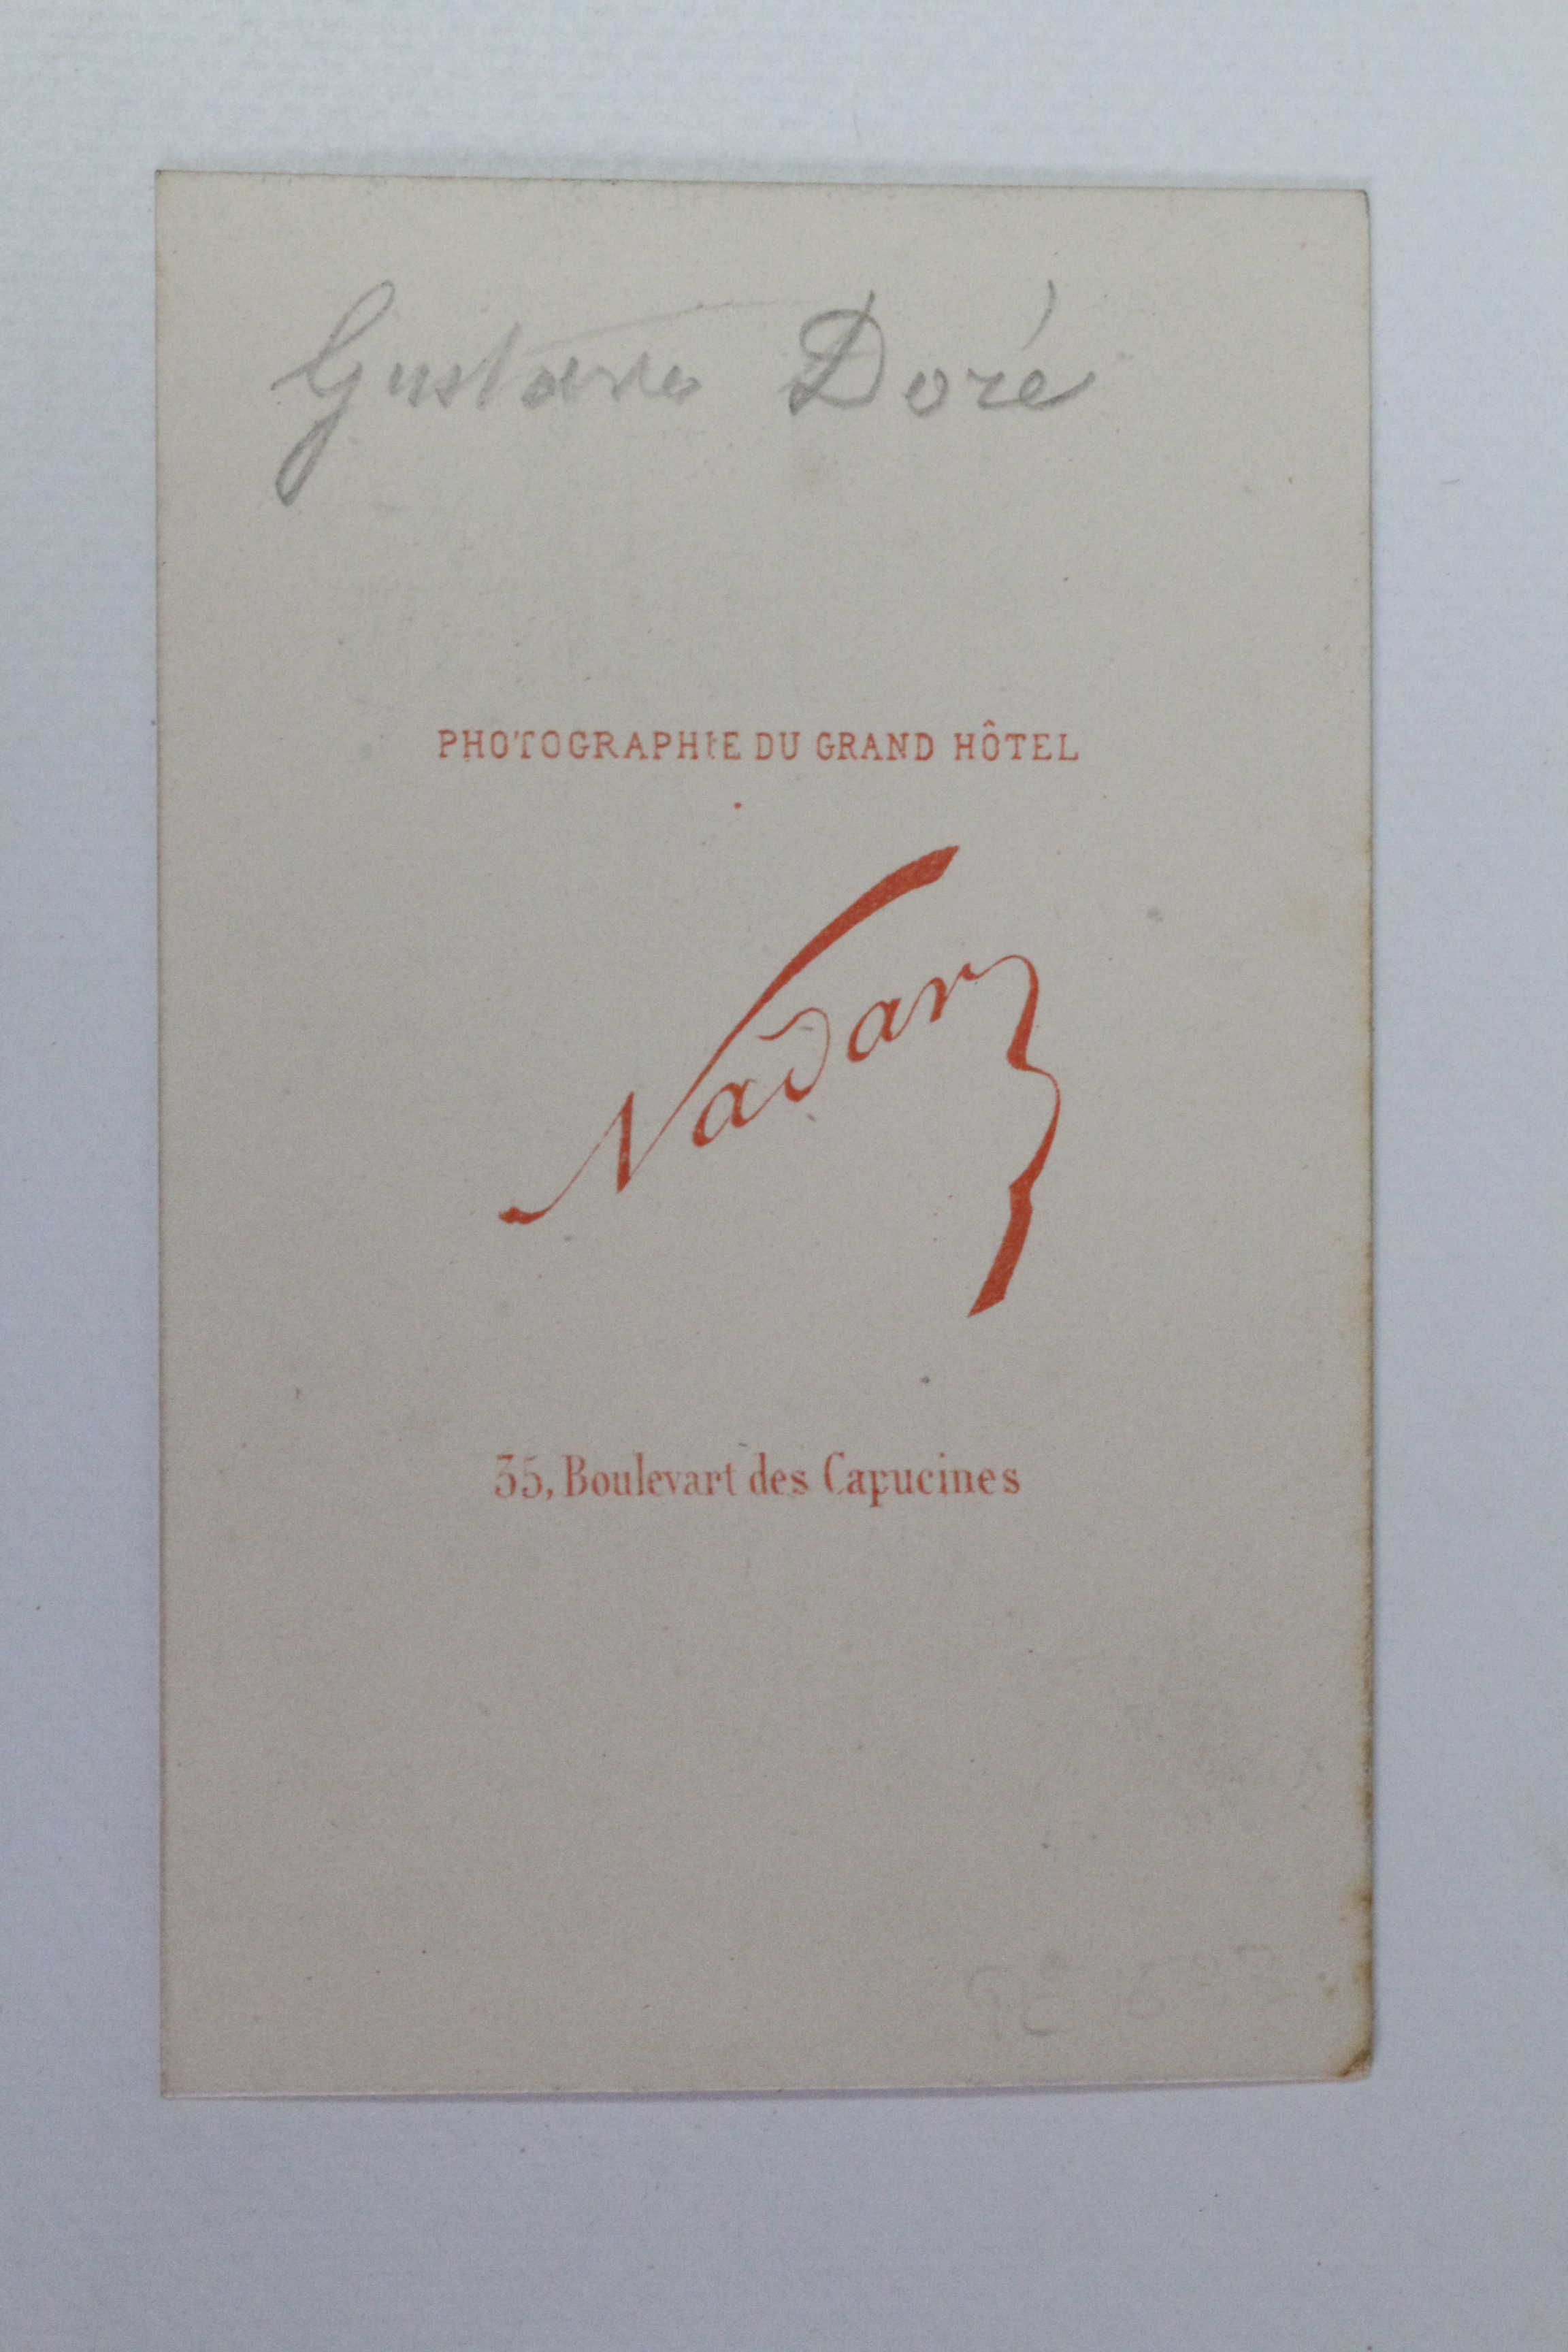 Gustave Doré
PHOTOGRAPHIE DU GRAND HÔTEL
Nadar
35, Boulevart des Capucines